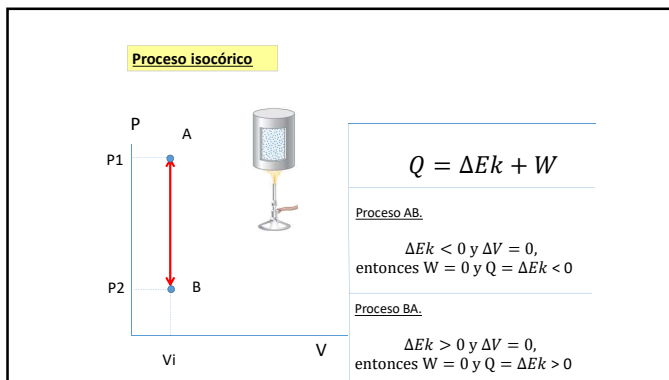 Proceso isocórico
P
A
P1
P2
B
V
Vi
Q = ΔEk + W
Proceso AB.
ΔEk < 0 y ΔV = 0,
entonces W = 0 y Q = ΔEk < 0
Proceso BA.
ΔEk > 0 y ΔV = 0,
entonces W = 0 y Q = ΔEk > 0